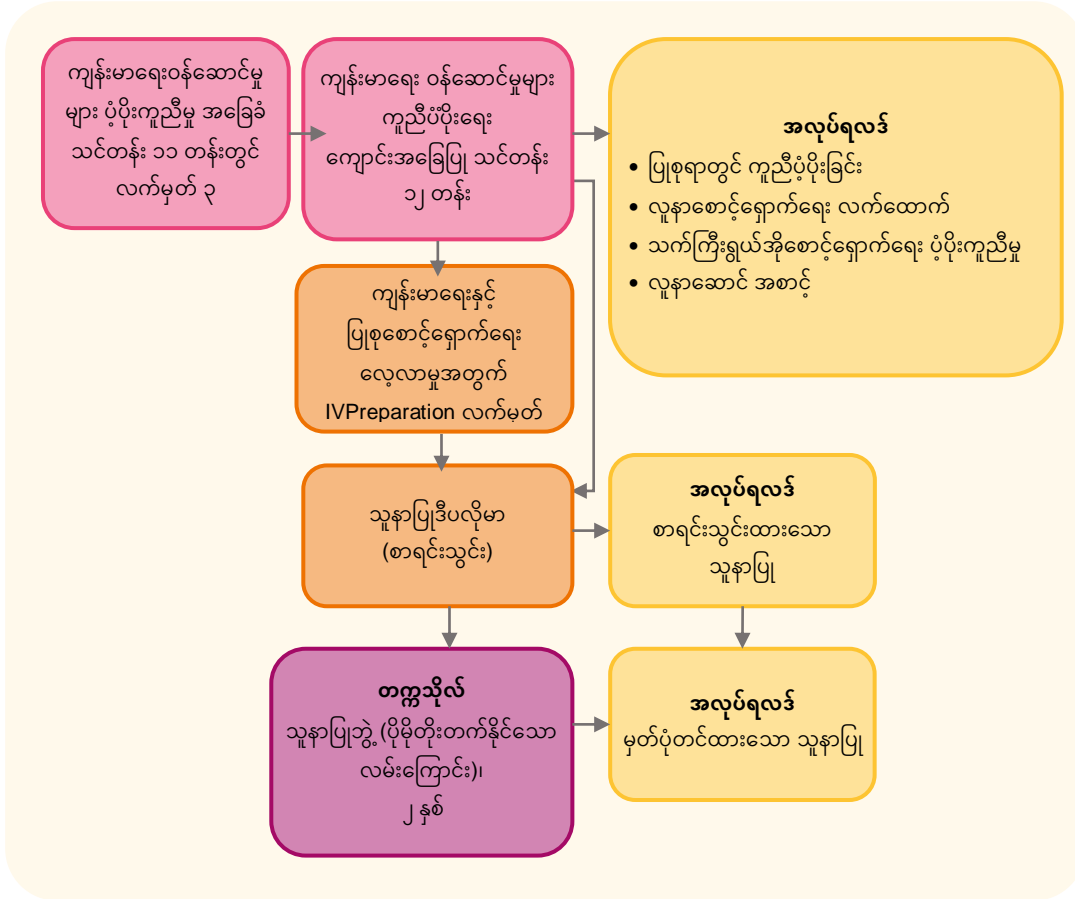 ကျန်းမာရေးဝန်ဆောင်မှု
များ ပံ့ပိုးကူညီမှု အခြေခံ
သင်တန်း ၁၁ တန်းတွင်
လက်မှတ် ၃
ကျန်းမာရေး ဝန်ဆောင်မှုများ
ကူညီပံပိုးရေး
ကျောင်းအခြေပြု သင်တန်း
၁၂ တန်း
အလုပ်ရလဒ်
• ပြုစုရာတွင် ကူညီပံ့ပိုးခြင်း
• လူနာစောင့်ရှောက်ရေး လက်ထောက်
• သက်ကြီးရွယ်အိုစောင့်ရှောက်ရေး ပံ့ပိုးကူညီမှု
• လူနာဆောင် အစာင့်
ကျန်းမာရေးနှင့်
ပြုစုစောင့်ရှောက်ရေး
လေ့လာမှုအတွက်
IVPreparation လက်မှတ်
သူနာပြုဒီပလိုမာ
(စာရင်းသွင်း)
အလုပ်ရလဒ်
စာရင်းသွင်းထားသော
သူနာပြု
တက္ကသိုလ်
သူနာပြုဘွဲ့ (ပိုမိုတိုးတက်နိုင်သော
လမ်းကြောင်း)၊
၂ နှစ်
အလုပ်ရလဒ်
မှတ်ပုံတင်ထားသော သူနာပြု